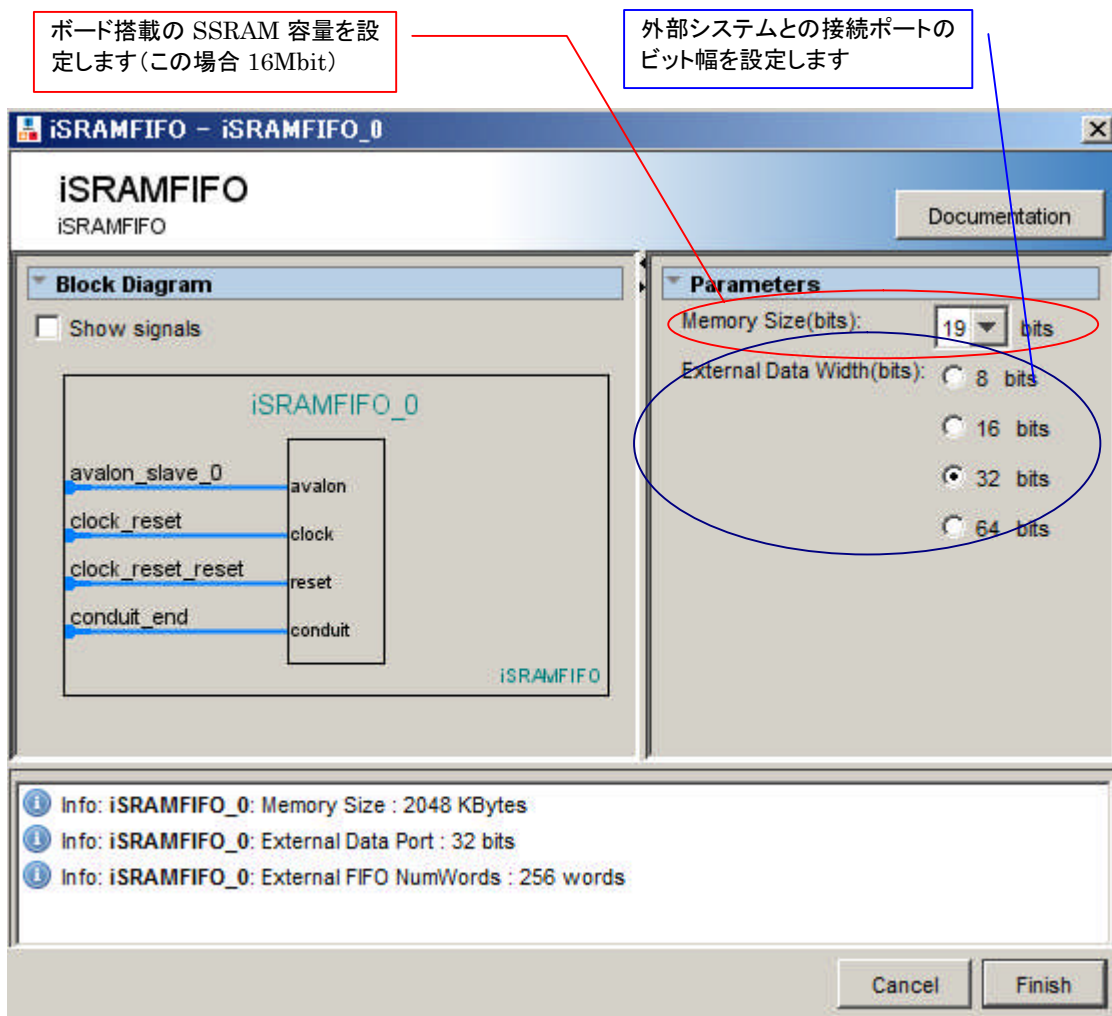 ボード搭載の SSRAM 容量を設
定します(この場合 16Mbit)
外部システムとの接続ポートの
ビット幅を設定します
iSRAMFIFO - iSRAMFIFO_0
iSRAMFIFO
iSRAMFIFO
Documentation
Block Diagram
Show signals
iSRAMFIFO_0
avalon_slave_0
avalon
clock_reset
clock
clock_reset_reset
reset
conduit_end
conduit
iSRAMFIFO
Parameters
Memory Size(bits): 19 bits
External Data Width(bits): 8 bits
16 bits
32 bits
64 bits
Info: iSRAMFIFO_0: Memory Size : 2048 KBytes
Info: iSRAMFIFO_0: External Data Port : 32 bits
Info: iSRAMFIFO_0: External FIFO NumWords : 256 words
Cancel
Finish